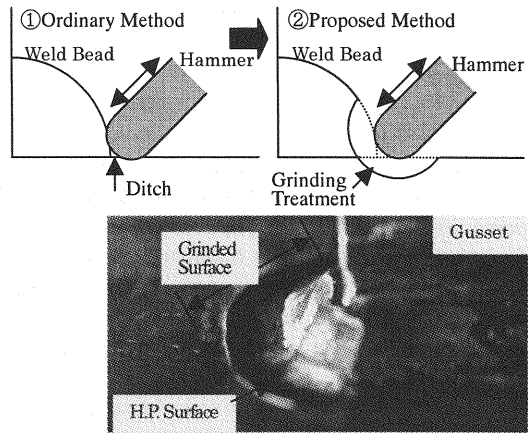 ①Ordinary Method
Weld Bead
Hammer
Ditch
②Proposed Method
Weld Bead
Hammer
Grinding
Treatment
Gusset
Grinded
Surface
H.P. Surface